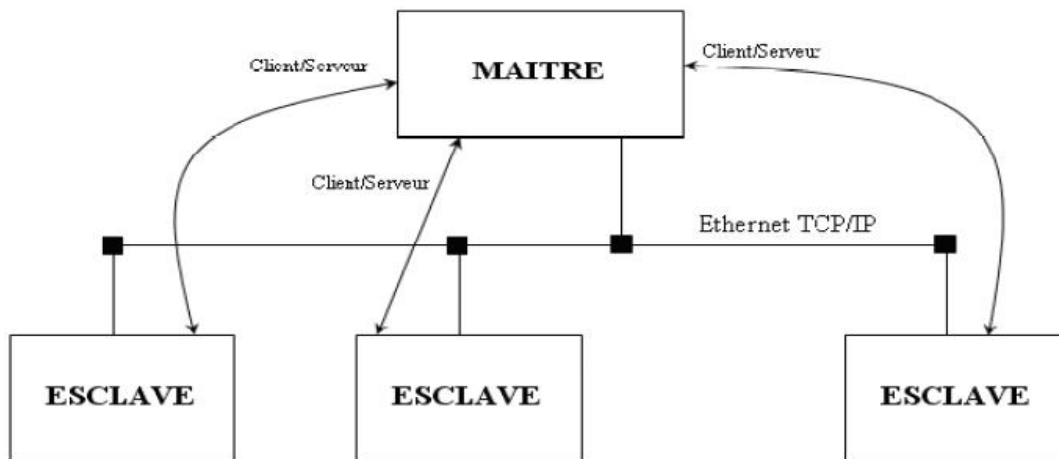 Client/Serveur
MAITRE
Client/Serveur
Client/Serveur
Ethernet TCP/IP
ESCLAVE
ESCLAVE
ESCLAVE